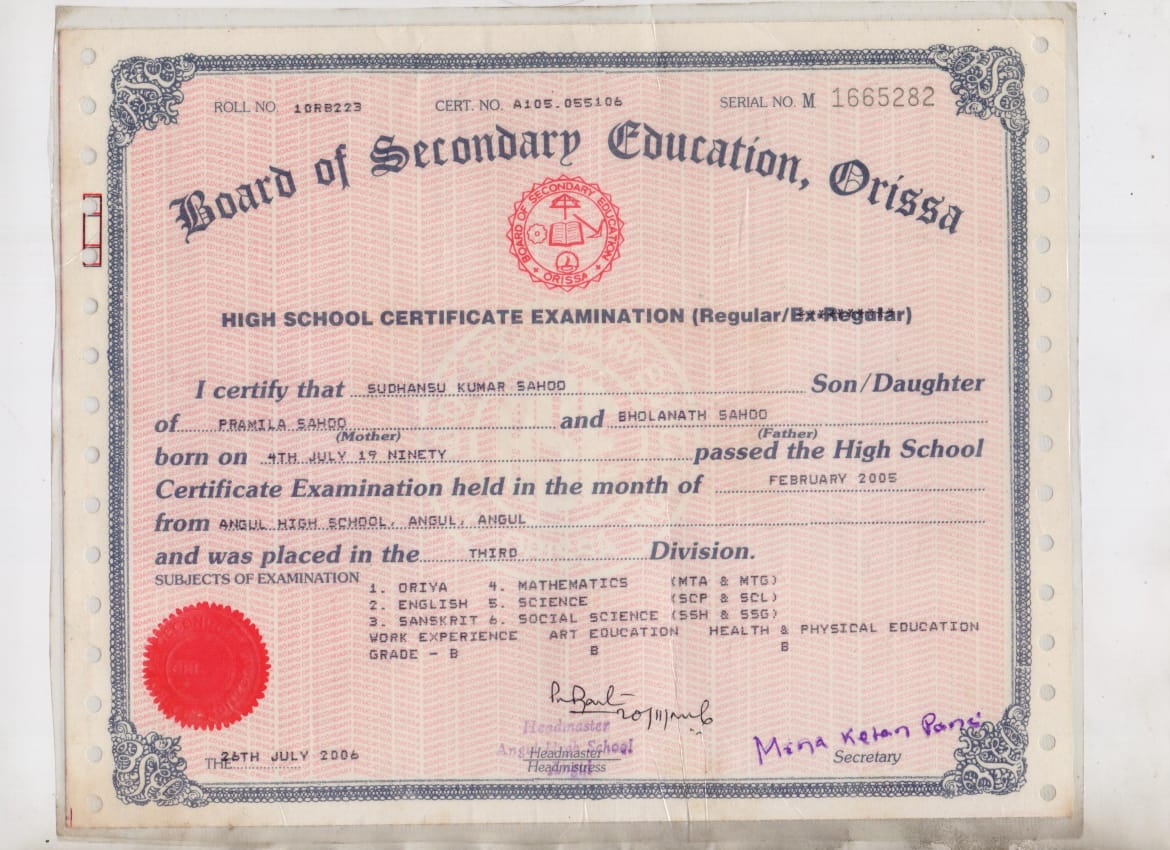 ROLL NO. 10RB223 CERT. NO. A105.055106 SERIAL NO. M 1665282
Board of Secondary Education, Orissa
BOARD OF SECONDARY EDUCATION
ORISSA
HIGH SCHOOL CERTIFICATE EXAMINATION (Regular/Ex-Regular)
I certify that SUDHANSU KUMAR SAHOO Son/Daughter
of PRAMILA SAHOO and BHOLANATH SAHOO
(Mother) (Father)
born on 4TH JULY 19 NINETY passed the High School
Certificate Examination held in the month of FEBRUARY 2005
from ANGUL HIGH SCHOOL, ANGUL, ANGUL
and was placed in the THIRD Division.
SUBJECTS OF EXAMINATION
1. ORIYA 4. MATHEMATICS (MTA & MTG)
2. ENGLISH 5. SCIENCE (SCP & SCL)
3. SANSKRIT 6. SOCIAL SCIENCE (SSH & SSG)
WORK EXPERIENCE ART EDUCATION HEALTH & PHYSICAL EDUCATION
GRADE - B B B
Headmaster
Angul High School
Angul
Headmaster
Headmistress
Mina Ketan
Secretary
THE 26TH JULY 2006